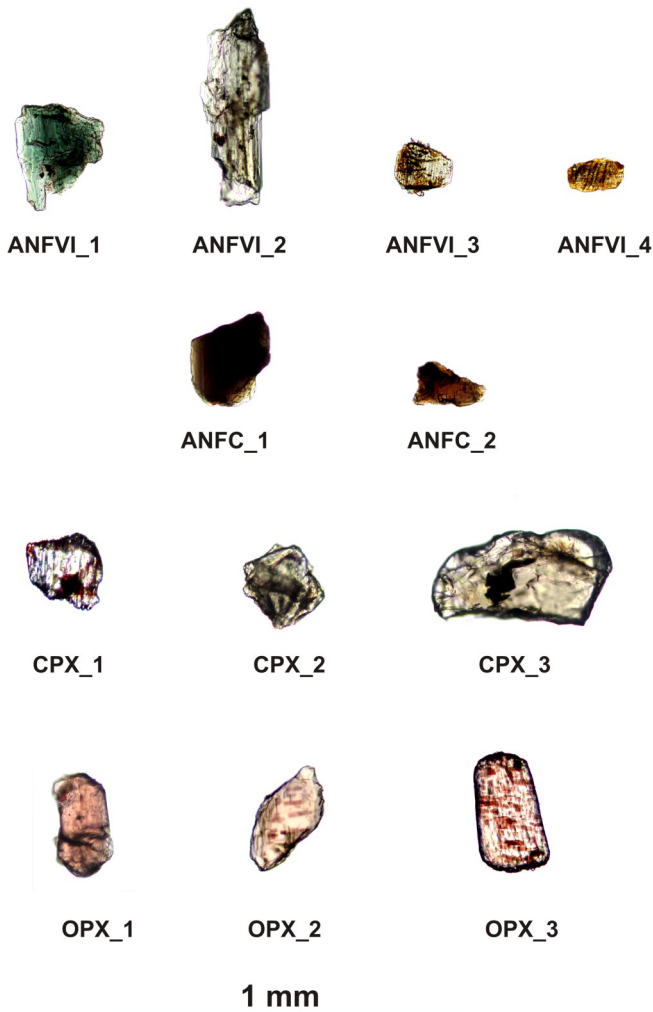 ANFVI_1 ANFVI_2 ANFVI_3 ANFVI_4
ANFC_1 ANFC_2
CPX_1 CPX_2 CPX_3
OPX_1 OPX_2 OPX_3
1 mm